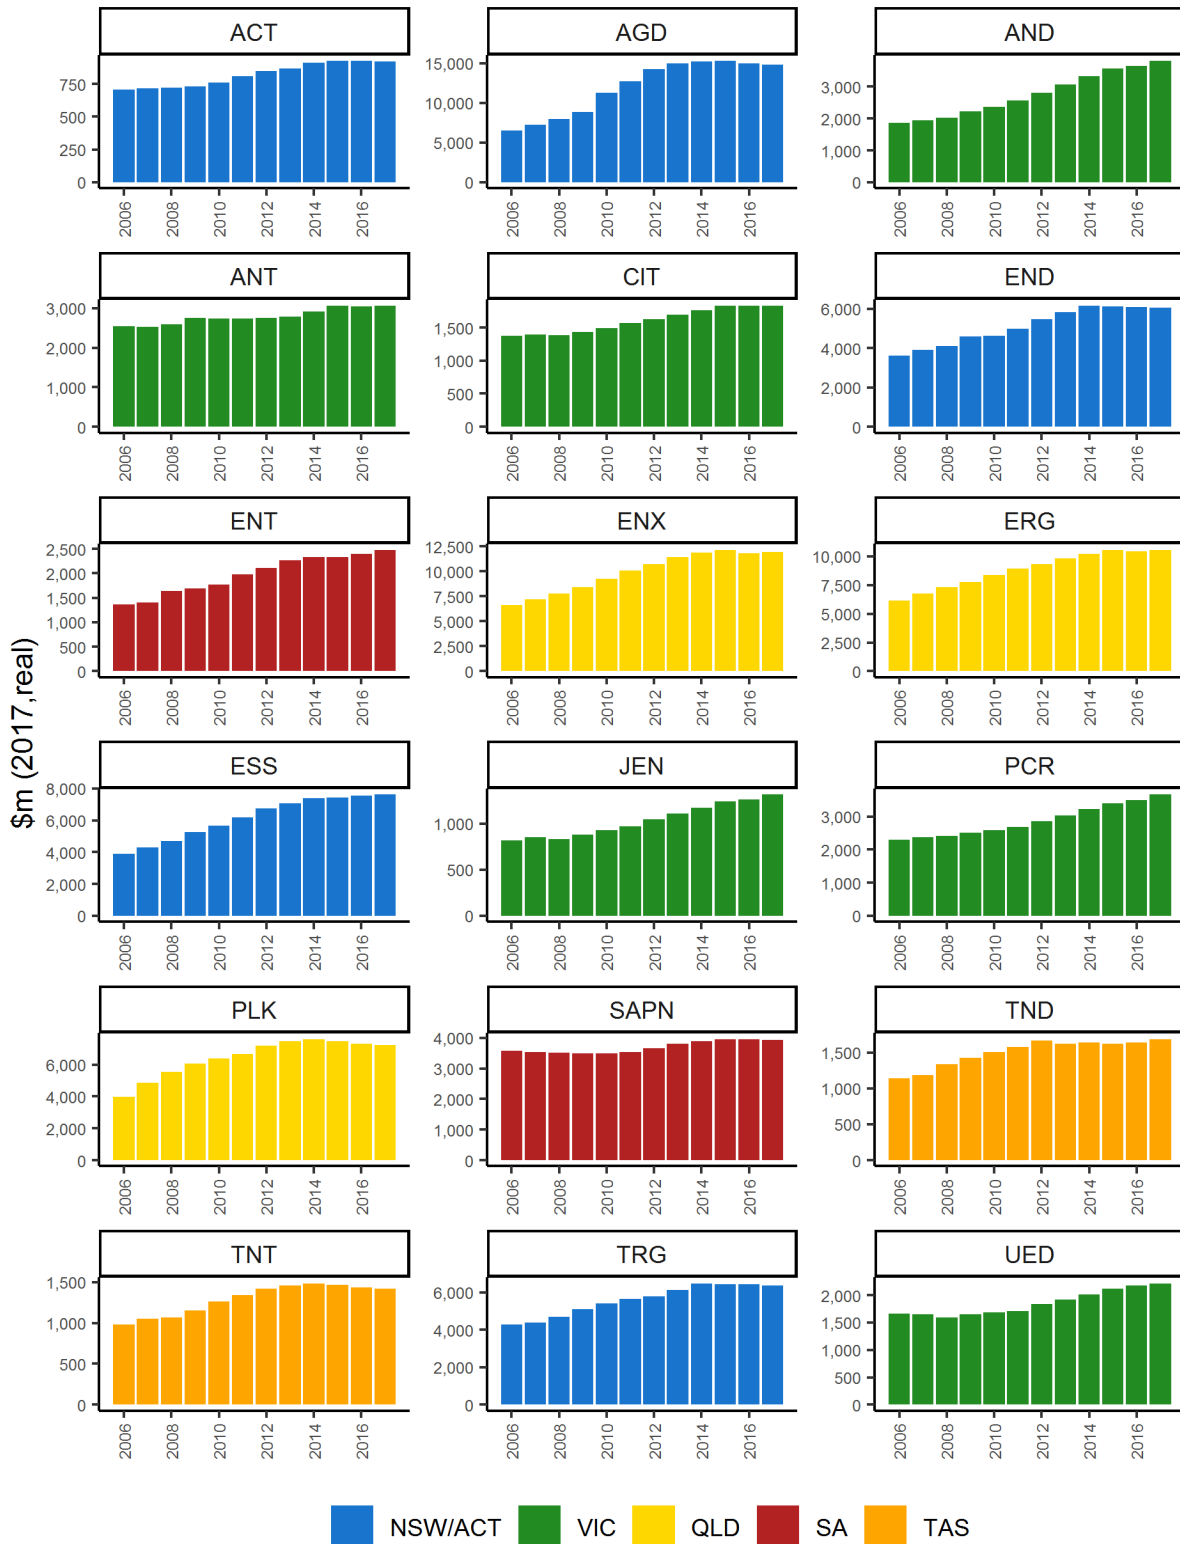 ACT AGD AND
750 15,000 3,000
500 10,000 2,000
250 5,000 1,000
0 0 0
2006 2008 2010 2012 2014 2016 2006 2008 2010 2012 2014 2016 2006 2008 2010 2012 2014 2016
ANT CIT END
3,000 1,500 6,000
2,000 1,000 4,000
1,000 500 2,000
0 0 0
2006 2008 2010 2012 2014 2016 2006 2008 2010 2012 2014 2016 2006 2008 2010 2012 2014 2016
ENT ENX ERG
2,500 12,500 10,000
2,000 10,000 7,500
1,500 7,500 5,000
1,000 5,000 2,500
500 2,500 0
0 0
2006 2008 2010 2012 2014 2016 2006 2008 2010 2012 2014 2016 2006 2008 2010 2012 2014 2016
$m (2017,real)
ESS JEN PCR
8,000 1,000 3,000
6,000 500 2,000
4,000 0 1,000
2,000 0
0
2006 2008 2010 2012 2014 2016 2006 2008 2010 2012 2014 2016 2006 2008 2010 2012 2014 2016
PLK SAPN TND
6,000 4,000 1,500
4,000 3,000 1,000
2,000 2,000 500
0 1,000 0
0
2006 2008 2010 2012 2014 2016 2006 2008 2010 2012 2014 2016 2006 2008 2010 2012 2014 2016
TNT TRG UED
1,500 6,000 2,000
1,000 4,000 1,500
500 2,000 1,000
0 0 500
0
2006 2008 2010 2012 2014 2016 2006 2008 2010 2012 2014 2016 2006 2008 2010 2012 2014 2016
NSW/ACT VIC QLD SA TAS